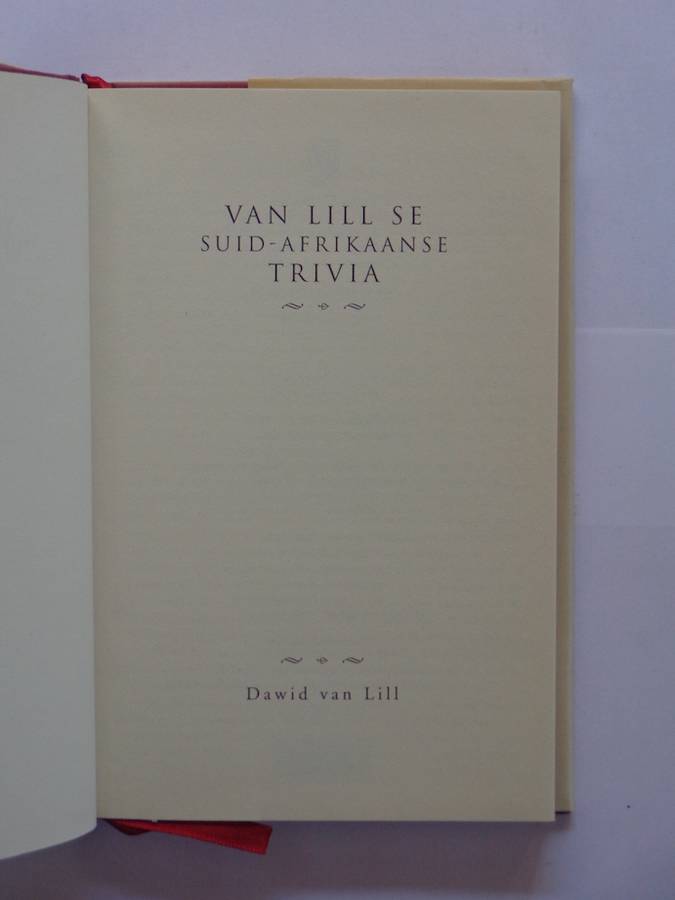 VAN LILL SE
SUID-AFRIKAANSE
TRIVIA
Dawid van Lill